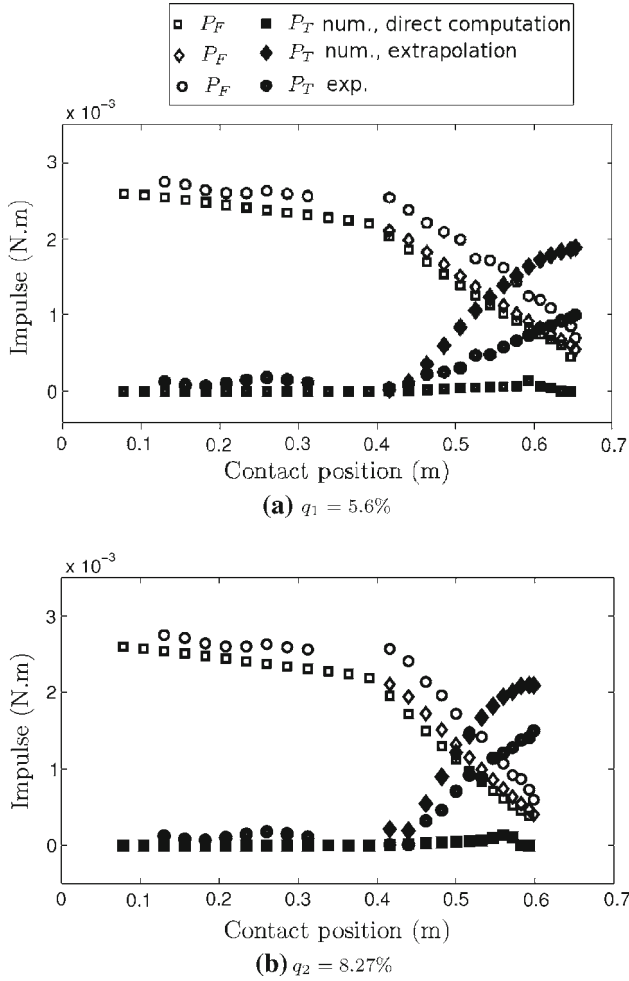 P_F P_T num., direct computation
P_F P_T num., extrapolation
P_F P_T exp.
x 10⁻³
3
2
1
0
Impulse (N.m)
0 0.1 0.2 0.3 0.4 0.5 0.6 0.7
Contact position (m)
(a) q₁ = 5.6%
x 10⁻³
3
2
1
0
Impulse (N.m)
0 0.1 0.2 0.3 0.4 0.5 0.6 0.7
Contact position (m)
(b) q₂ = 8.27%